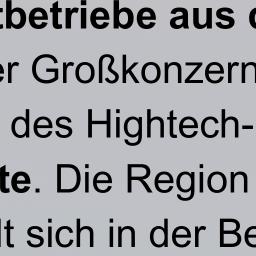 tbetriebe aus d
er Großkonzern
des Hightech-
te. Die Region
lt sich in der Be